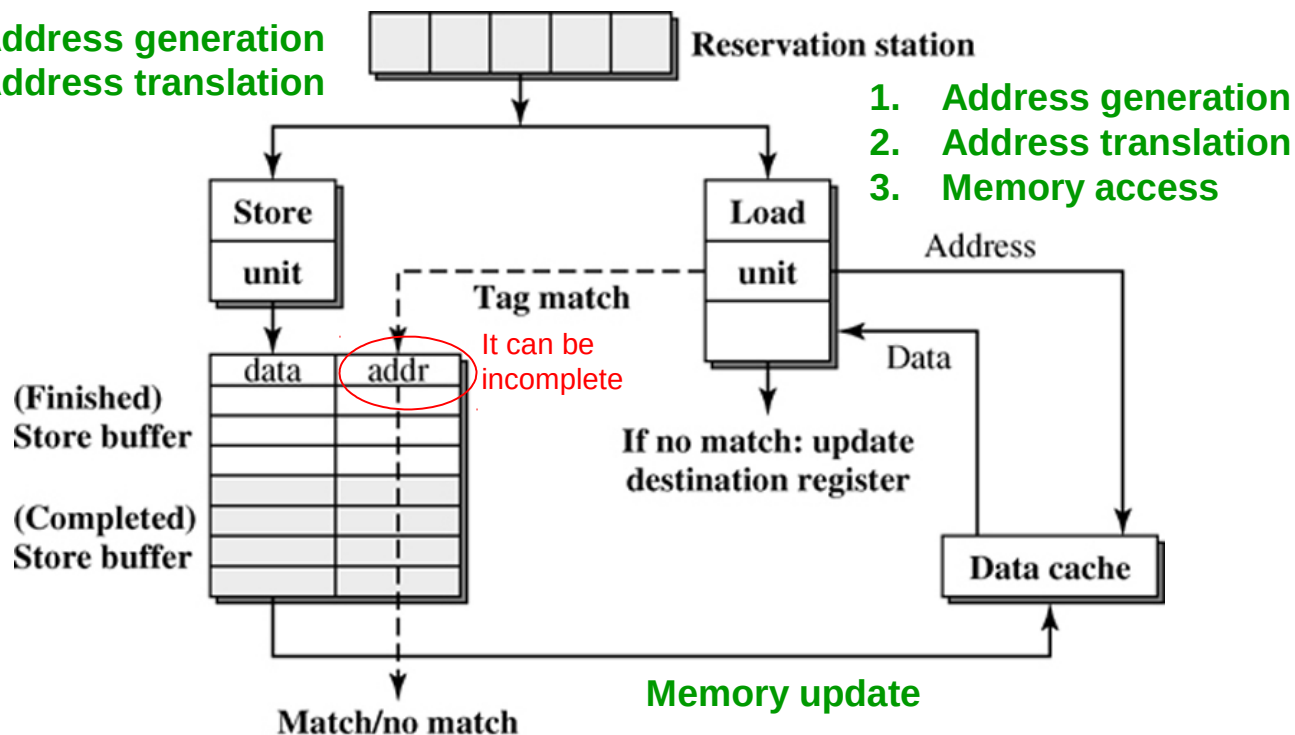 ddress generation
ddress translation
Reservation station
1. Address generation
2. Address translation
3. Memory access
Store
unit
Load
unit
Address
Tag match
It can be
incomplete
Data
data addr
(Finished)
Store buffer
If no match: update
destination register
(Completed)
Store buffer
Data cache
Memory update
Match/no match